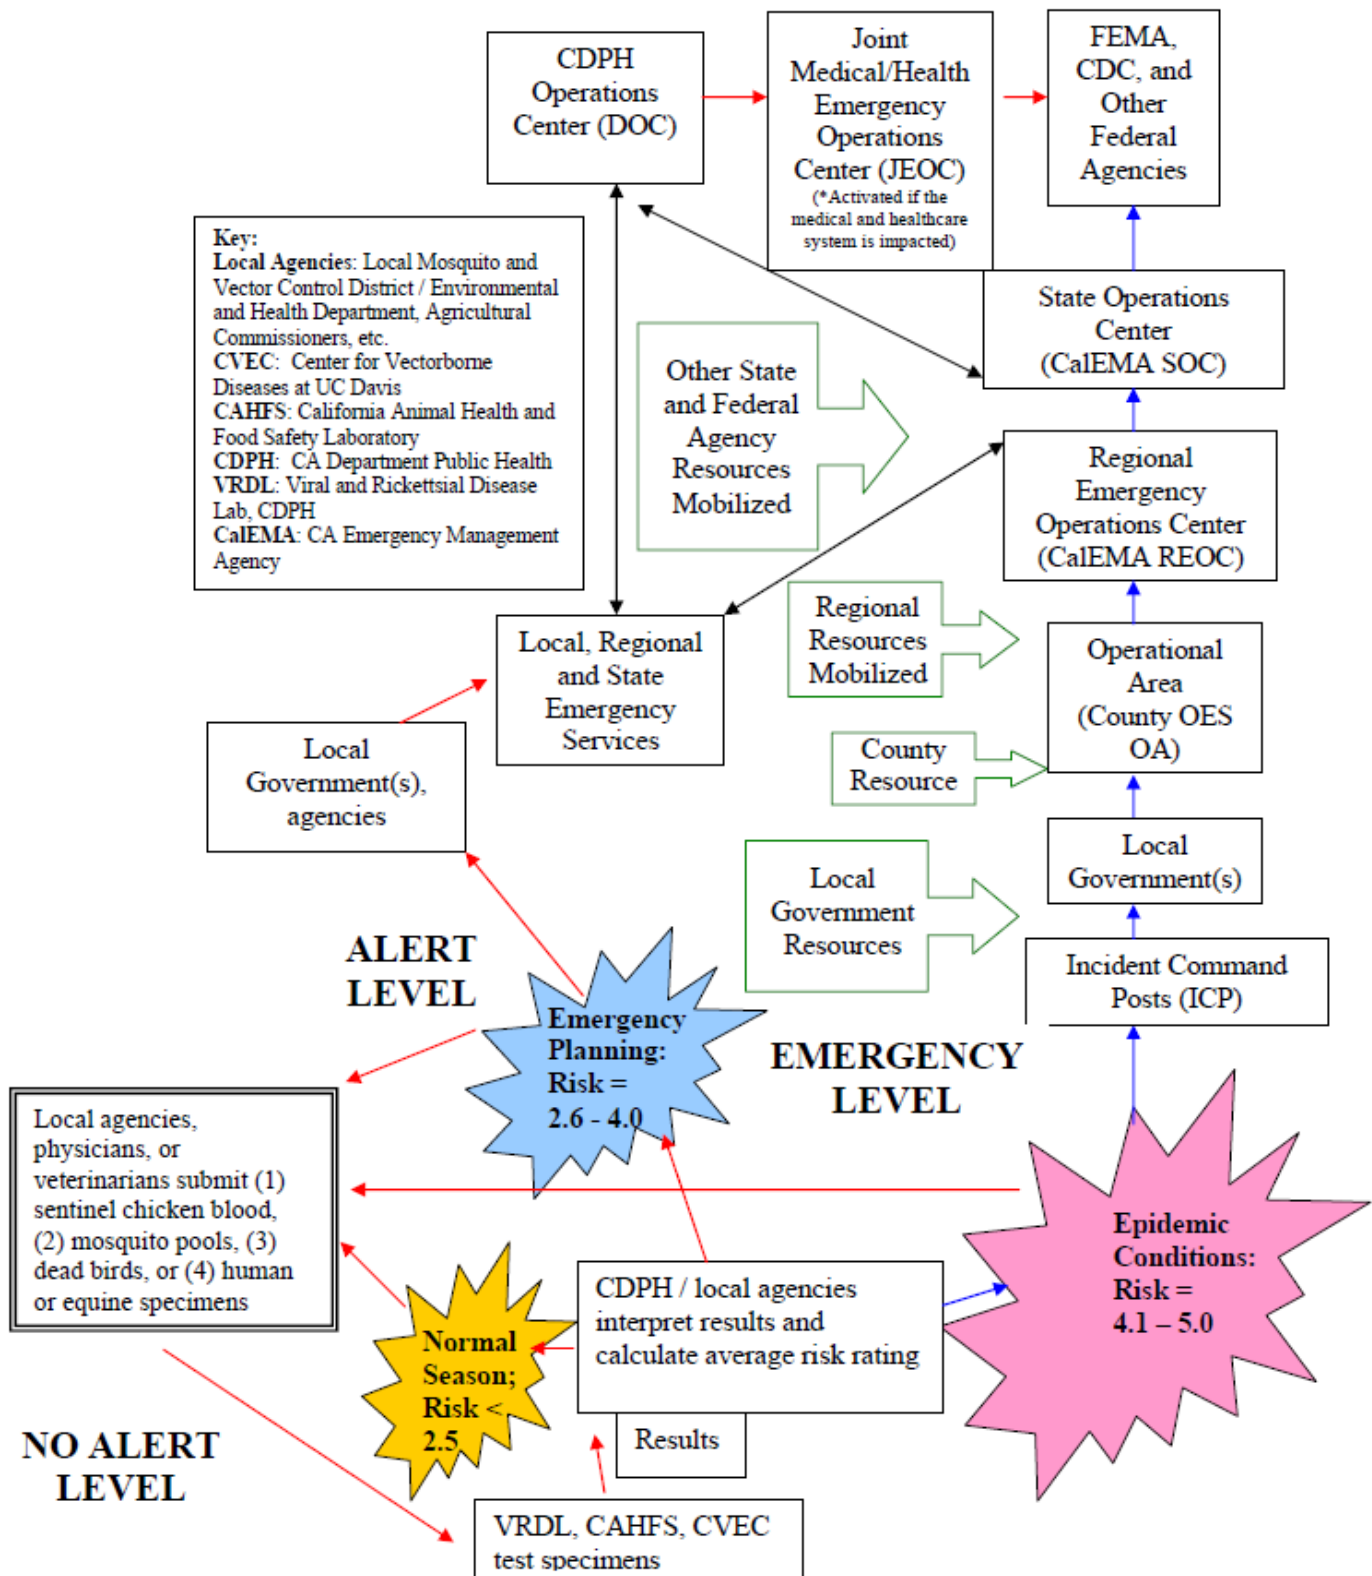 CDPH
Operations
Center (DOC)
Joint
Medical/Health
Emergency
Operations
Center (JEOC)
(*Activated if the
medical and healthcare
system is impacted)
FEMA,
CDC, and
Other
Federal
Agencies
Key:
Local Agencies: Local Mosquito and
Vector Control District / Environmental
and Health Department, Agricultural
Commissioners, etc.
CVEC:  Center for Vectorborne
Diseases at UC Davis
CAHFS: California Animal Health and
Food Safety Laboratory
CDPH:  CA Department Public Health
VRDL: Viral and Rickettsial Disease
Lab, CDPH
CalEMA: CA Emergency Management
Agency
State Operations
Center
(CalEMA SOC)
Other State
and Federal
Agency
Resources
Mobilized
Regional
Emergency
Operations Center
(CalEMA REOC)
Regional
Resources
Mobilized
Local, Regional
and State
Emergency
Services
Operational
Area
(County OES
OA)
Local
Government(s),
agencies
County
Resource
Local
Government(s)
Local
Government
Resources
ALERT
LEVEL
Incident Command
Posts (ICP)
Emergency
Planning:
Risk =
2.6 - 4.0
EMERGENCY
LEVEL
Local agencies,
physicians, or
veterinarians submit (1)
sentinel chicken blood,
(2) mosquito pools, (3)
dead birds, or (4) human
or equine specimens
Epidemic
Conditions:
Risk =
4.1 – 5.0
CDPH / local agencies
interpret results and
calculate average risk rating
Normal
Season;
Risk <
2.5
Results
NO ALERT
LEVEL
VRDL, CAHFS, CVEC
test specimens